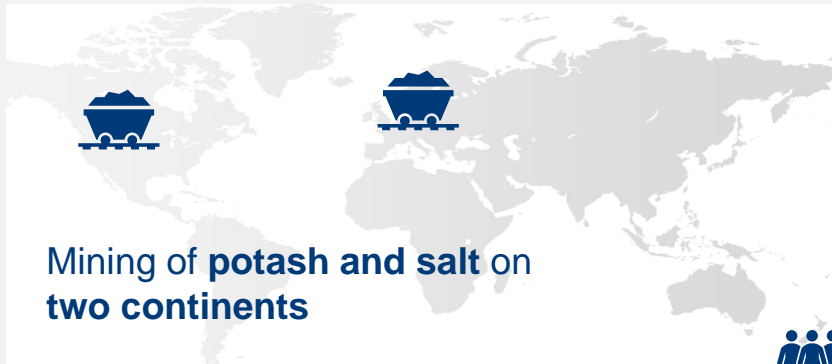 Mining of potash and salt on
two continents